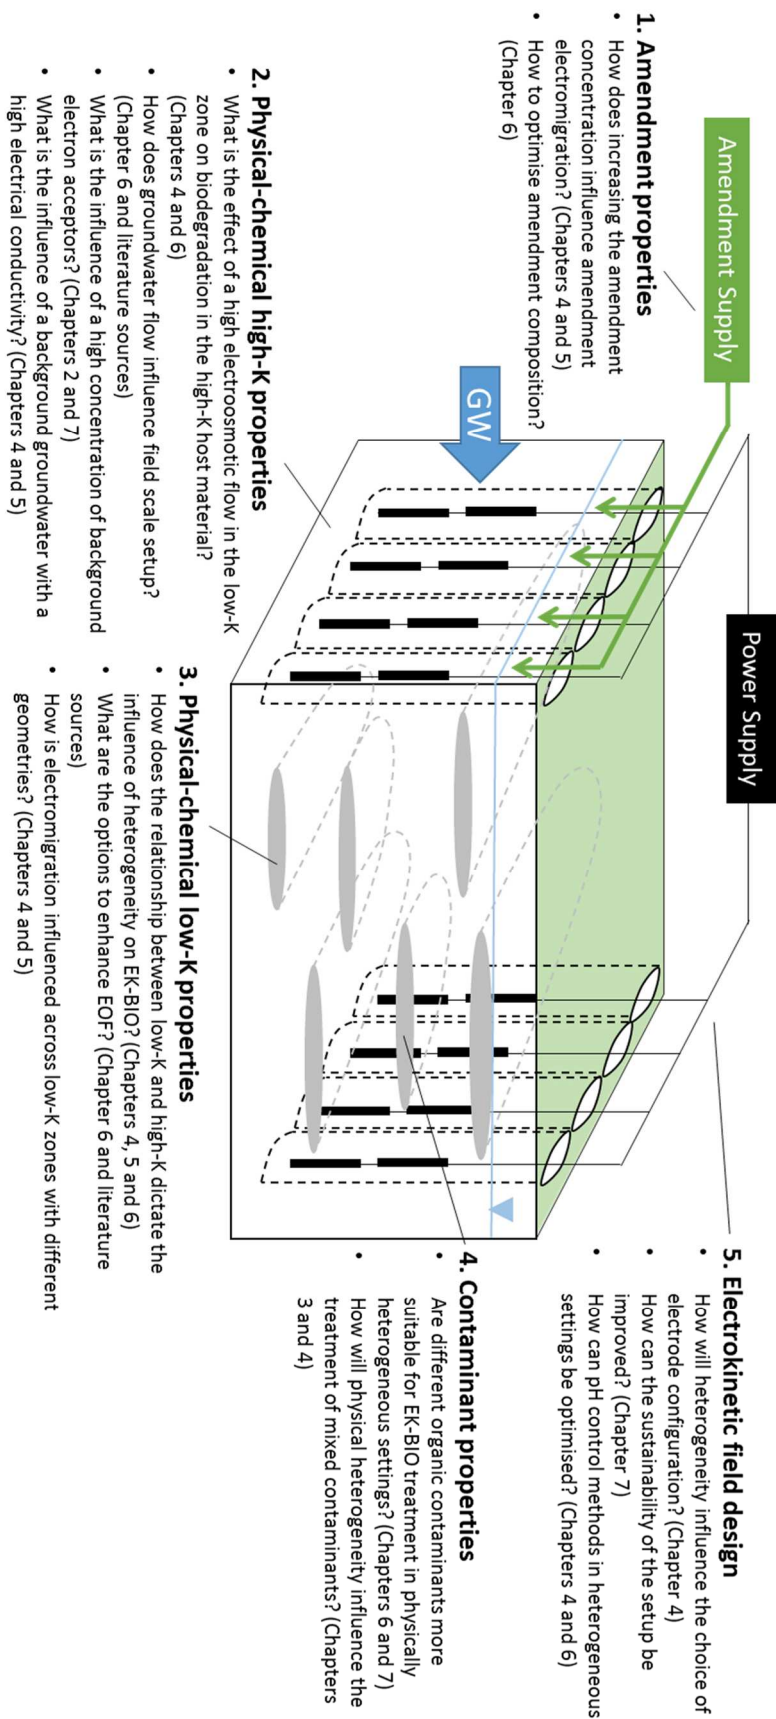 Amendment Supply
Power Supply
GW
1. Amendment properties
• How does increasing the amendment
concentration influence amendment
electromigration? (Chapters 4 and 5)
• How to optimise amendment composition?
(Chapter 6)
2. Physical-chemical high-K properties
• What is the effect of a high electroosmotic flow in the low-K
zone on biodegradation in the high-K host material?
(Chapters 4 and 6)
• How does groundwater flow influence field scale setup?
(Chapter 6 and literature sources)
• What is the influence of a high concentration of background
electron acceptors? (Chapters 2 and 7)
• What is the influence of a background groundwater with a
high electrical conductivity? (Chapters 4 and 5)
3. Physical-chemical low-K properties
• How does the relationship between low-K and high-K dictate the
influence of heterogeneity on EK-BIO? (Chapters 4, 5 and 6)
• What are the options to enhance EOF? (Chapter 6 and literature
sources)
• How is electromigration influenced across low-K zones with different
geometries? (Chapters 4 and 5)
4. Contaminant properties
• Are different organic contaminants more
suitable for EK-BIO treatment in physically
heterogeneous settings? (Chapters 6 and 7)
• How will physical heterogeneity influence the
treatment of mixed contaminants? (Chapters
3 and 4)
5. Electrokinetic field design
• How will heterogeneity influence the choice of
electrode configuration? (Chapter 4)
• How can the sustainability of the setup be
improved? (Chapter 7)
• How can pH control methods in heterogeneous
settings be optimised? (Chapters 4 and 6)